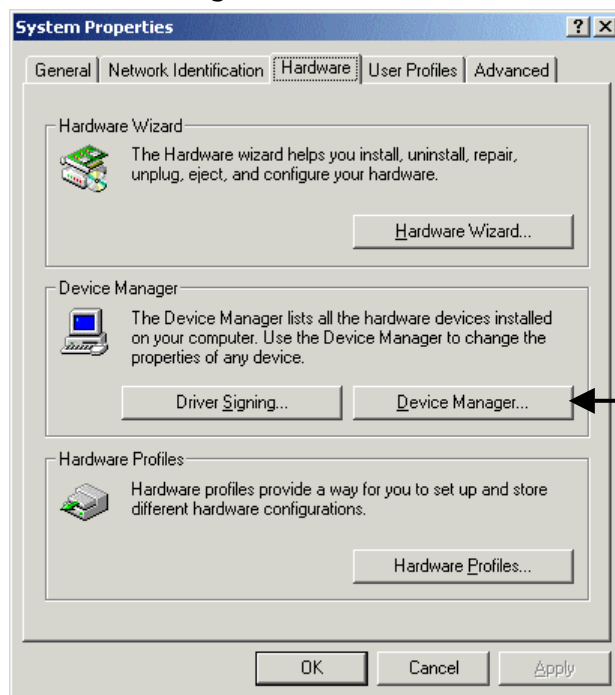 System Properties
General Network Identification Hardware User Profiles Advanced
Hardware Wizard
The Hardware wizard helps you install, uninstall, repair,
unplug, eject, and configure your hardware.
Hardware Wizard...
Device Manager
The Device Manager lists all the hardware devices installed
on your computer. Use the Device Manager to change the
properties of any device.
Driver Signing... Device Manager...
Hardware Profiles
Hardware profiles provide a way for you to set up and store
different hardware configurations.
Hardware Profiles...
OK Cancel Apply